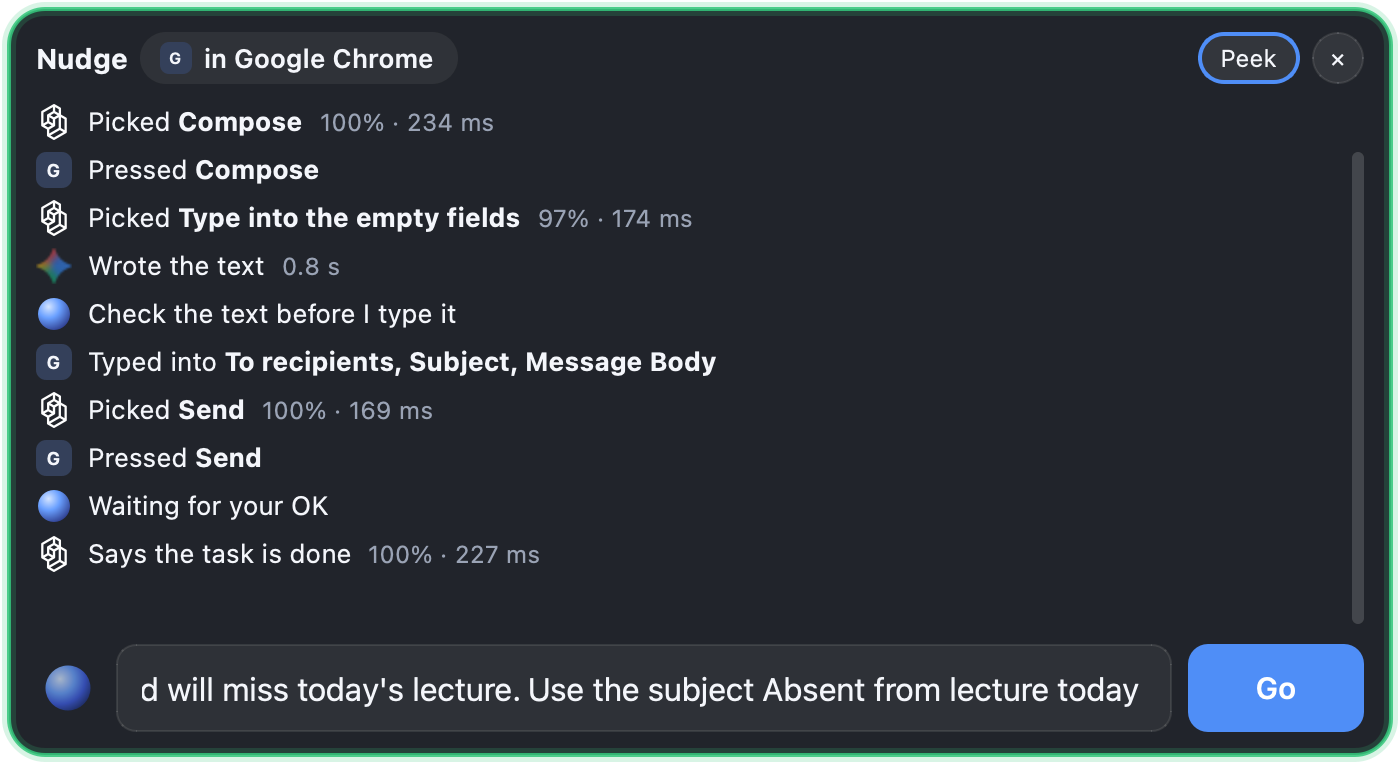 Nudge G in Google Chrome Peek ×
Picked Compose 100% · 234 ms
G Pressed Compose
Picked Type into the empty fields 97% · 174 ms
Wrote the text 0.8 s
Check the text before I type it
G Typed into To recipients, Subject, Message Body
Picked Send 100% · 169 ms
G Pressed Send
Waiting for your OK
Says the task is done 100% · 227 ms
d will miss today's lecture. Use the subject Absent from lecture today Go